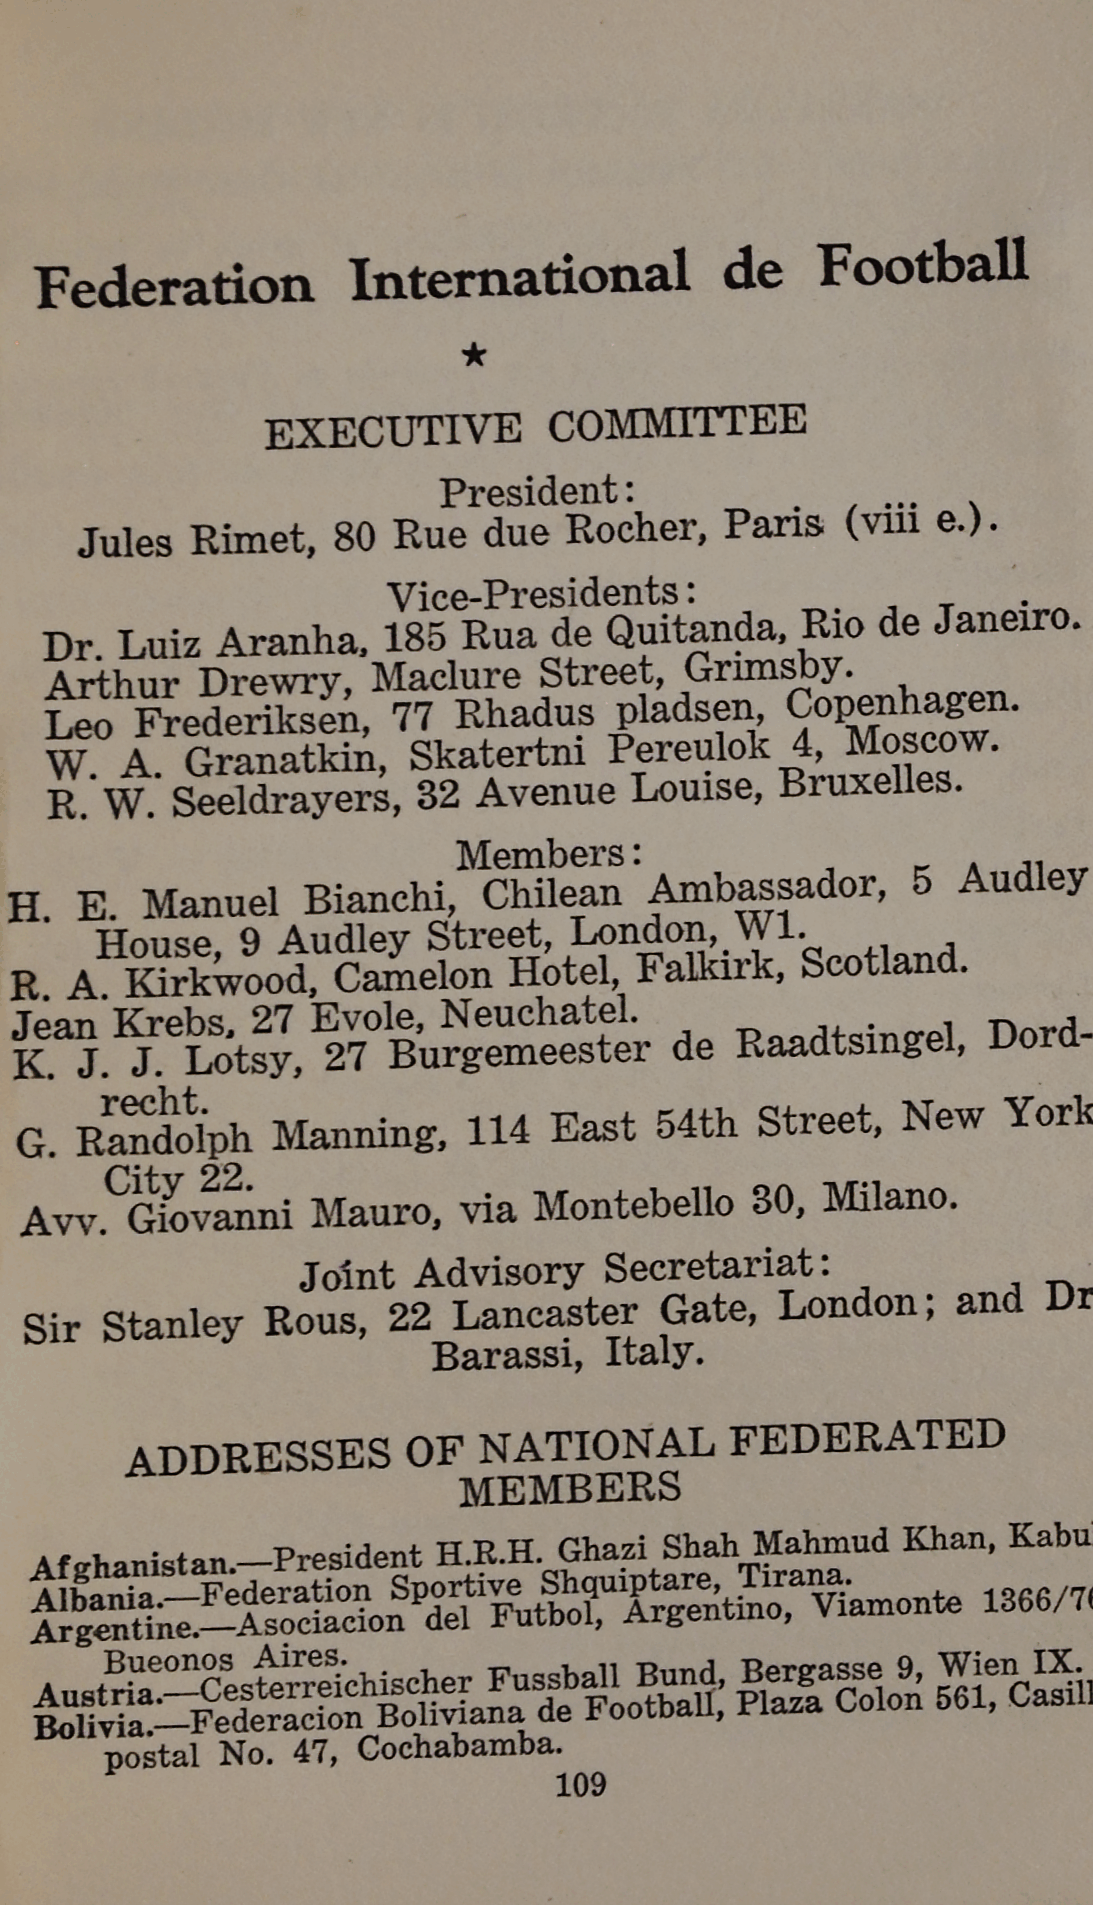 Federation International de Football
★
EXECUTIVE COMMITTEE
President:
Jules Rimet, 80 Rue due Rocher, Paris (viii e.).
Vice-Presidents:
Dr. Luiz Aranha, 185 Rua de Quitanda, Rio de Janeiro.
Arthur Drewry, Maclure Street, Grimsby.
Leo Frederiksen, 77 Rhadus pladsen, Copenhagen.
W. A. Granatkin, Skatertni Pereulok 4, Moscow.
R. W. Seeldrayers, 32 Avenue Louise, Bruxelles.
Members:
H. E. Manuel Bianchi, Chilean Ambassador, 5 Audley
House, 9 Audley Street, London, W1.
R. A. Kirkwood, Camelon Hotel, Falkirk, Scotland.
Jean Krebs, 27 Evole, Neuchatel.
K. J. J. Lotsy, 27 Burgemeester de Raadtsingel, Dord-
recht.
G. Randolph Manning, 114 East 54th Street, New York
City 22.
Avv. Giovanni Mauro, via Montebello 30, Milano.
Joint Advisory Secretariat:
Sir Stanley Rous, 22 Lancaster Gate, London; and Dr
Barassi, Italy.
ADDRESSES OF NATIONAL FEDERATED
MEMBERS
Afghanistan.—President H.R.H. Ghazi Shah Mahmud Khan, Kabu
Albania.—Federation Sportive Shquiptare, Tirana.
Argentine.—Asociacion del Futbol, Argentino, Viamonte 1366/7
Bueonos Aires.
Austria.—Cesterreichischer Fussball Bund, Bergasse 9, Wien IX.
Bolivia.—Federacion Boliviana de Football, Plaza Colon 561, Casill
postal No. 47, Cochabamba.
109